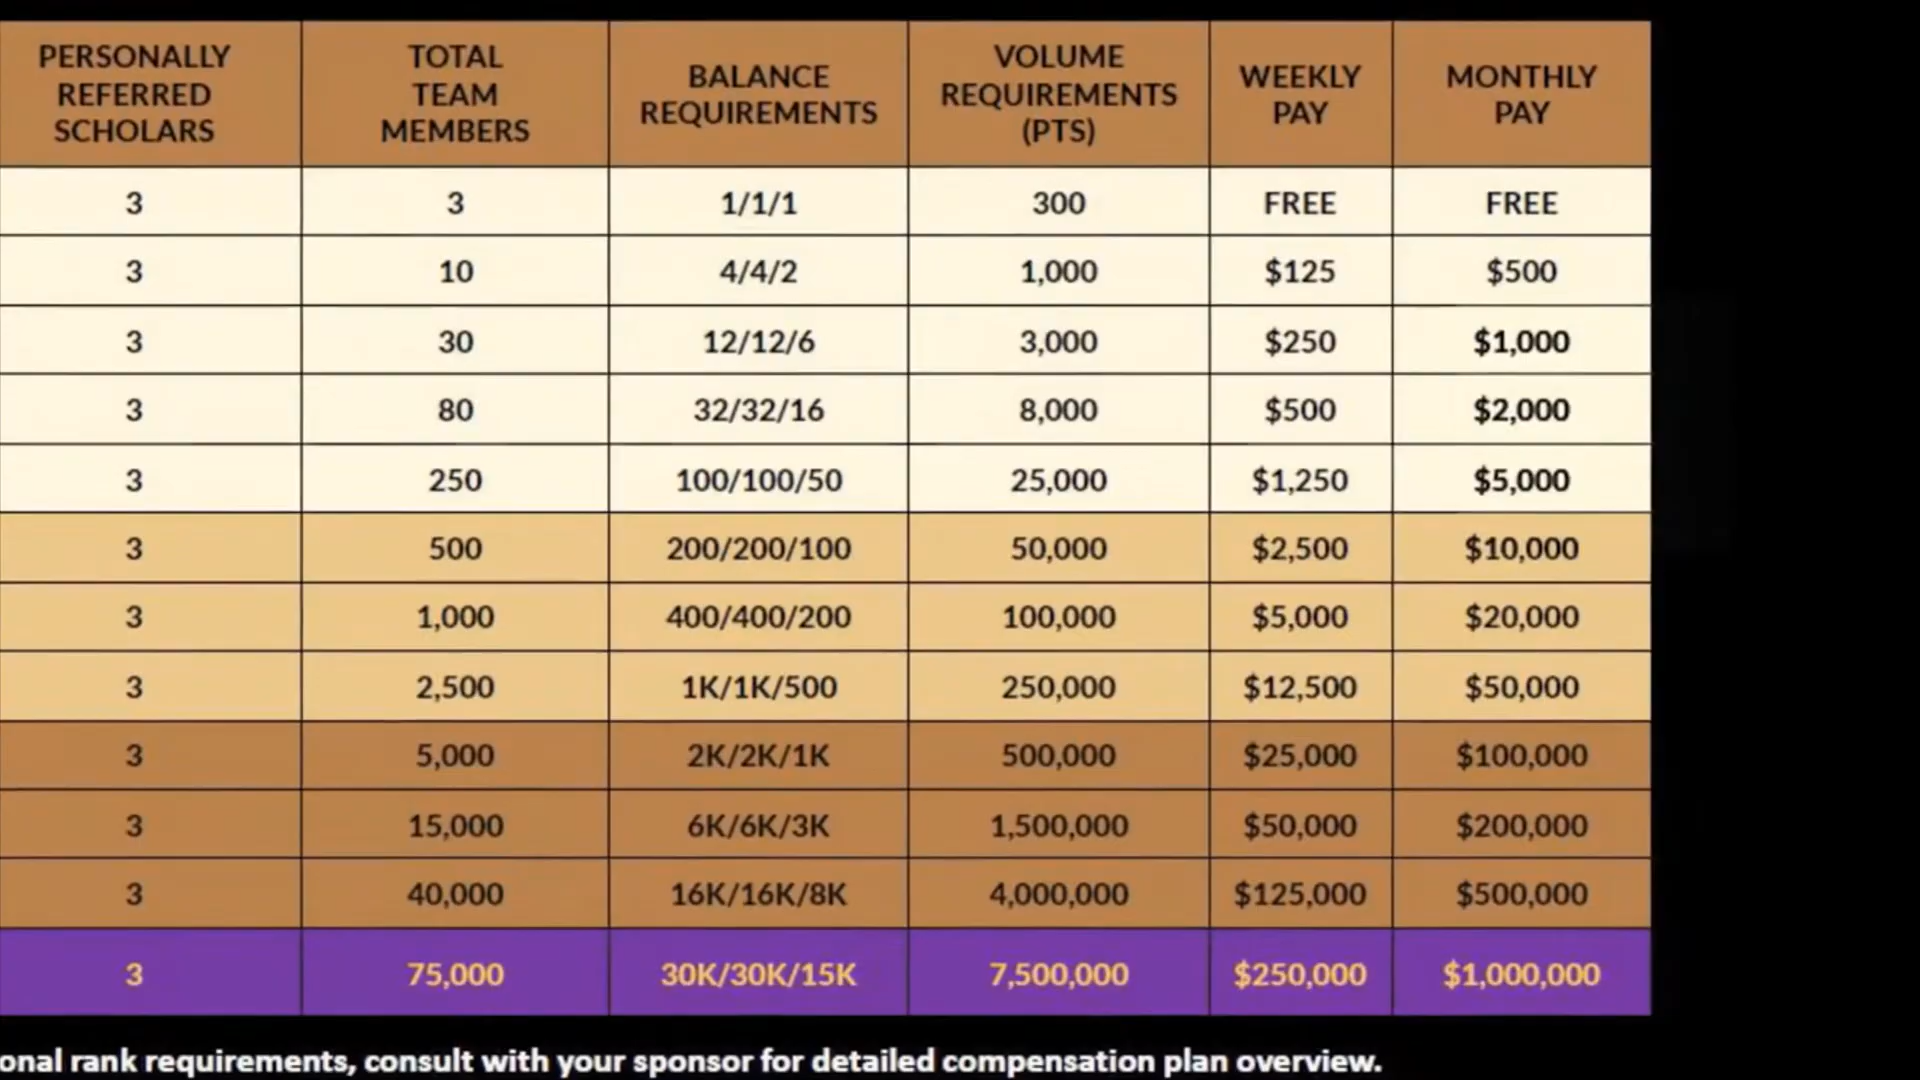 PERSONALLY REFERRED SCHOLARS TOTAL TEAM MEMBERS BALANCE REQUIREMENTS VOLUME REQUIREMENTS (PTS) WEEKLY PAY MONTHLY PAY
3 3 1/1/1 300 FREE FREE
3 10 4/4/2 1,000 $125 $500
3 30 12/12/6 3,000 $250 $1,000
3 80 32/32/16 8,000 $500 $2,000
3 250 100/100/50 25,000 $1,250 $5,000
3 500 200/200/100 50,000 $2,500 $10,000
3 1,000 400/400/200 100,000 $5,000 $20,000
3 2,500 1K/1K/500 250,000 $12,500 $50,000
3 5,000 2K/2K/1K 500,000 $25,000 $100,000
3 15,000 6K/6K/3K 1,500,000 $50,000 $200,000
3 40,000 16K/16K/8K 4,000,000 $125,000 $500,000
3 75,000 30K/30K/15K 7,500,000 $250,000 $1,000,000
onal rank requirements, consult with your sponsor for detailed compensation plan overview.